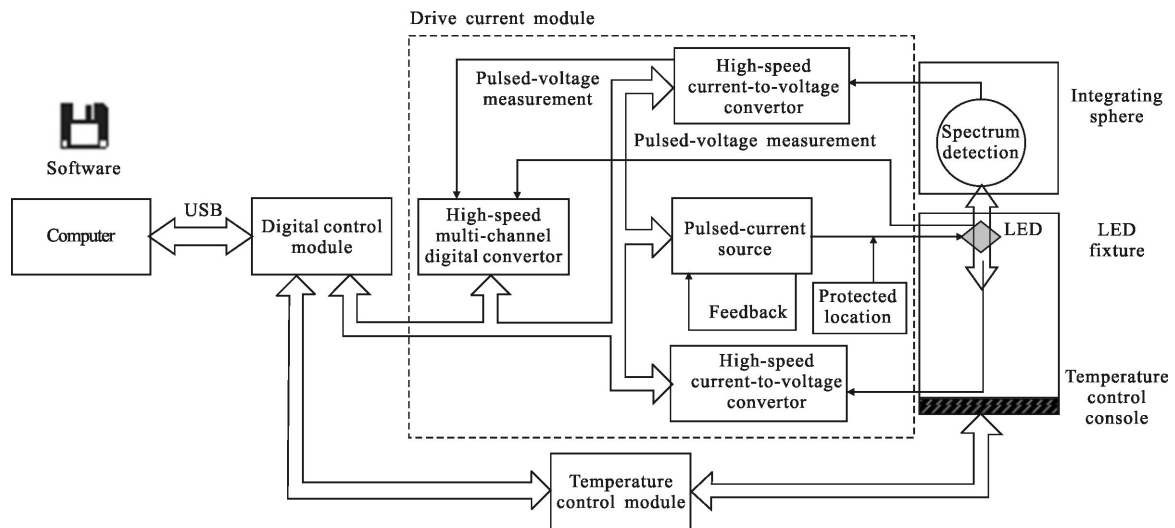 Drive current module
High-speed
current-to-voltage
convertor
Pulsed-voltage
measurement
Integrating
sphere
Spectrum
detection
Software
Pulsed-voltage measurement
USB
Computer
Digital control
module
High-speed
multi-channel
digital convertor
Pulsed-current
source
LED
LED
fixture
Feedback
Protected
location
High-speed
current-to-voltage
convertor
Temperature
control
console
Temperature
control module